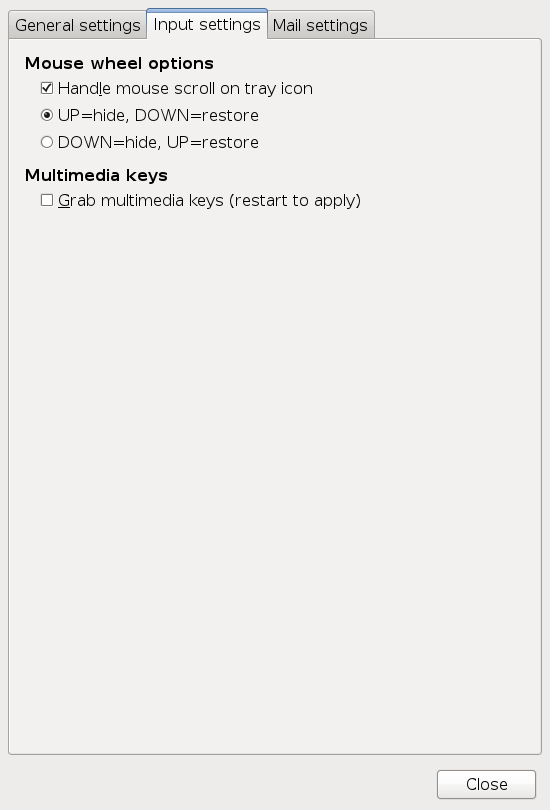 General settings Input settings Mail settings
Mouse wheel options
Handle mouse scroll on tray icon
UP=hide, DOWN=restore
DOWN=hide, UP=restore
Multimedia keys
Grab multimedia keys (restart to apply)
Close